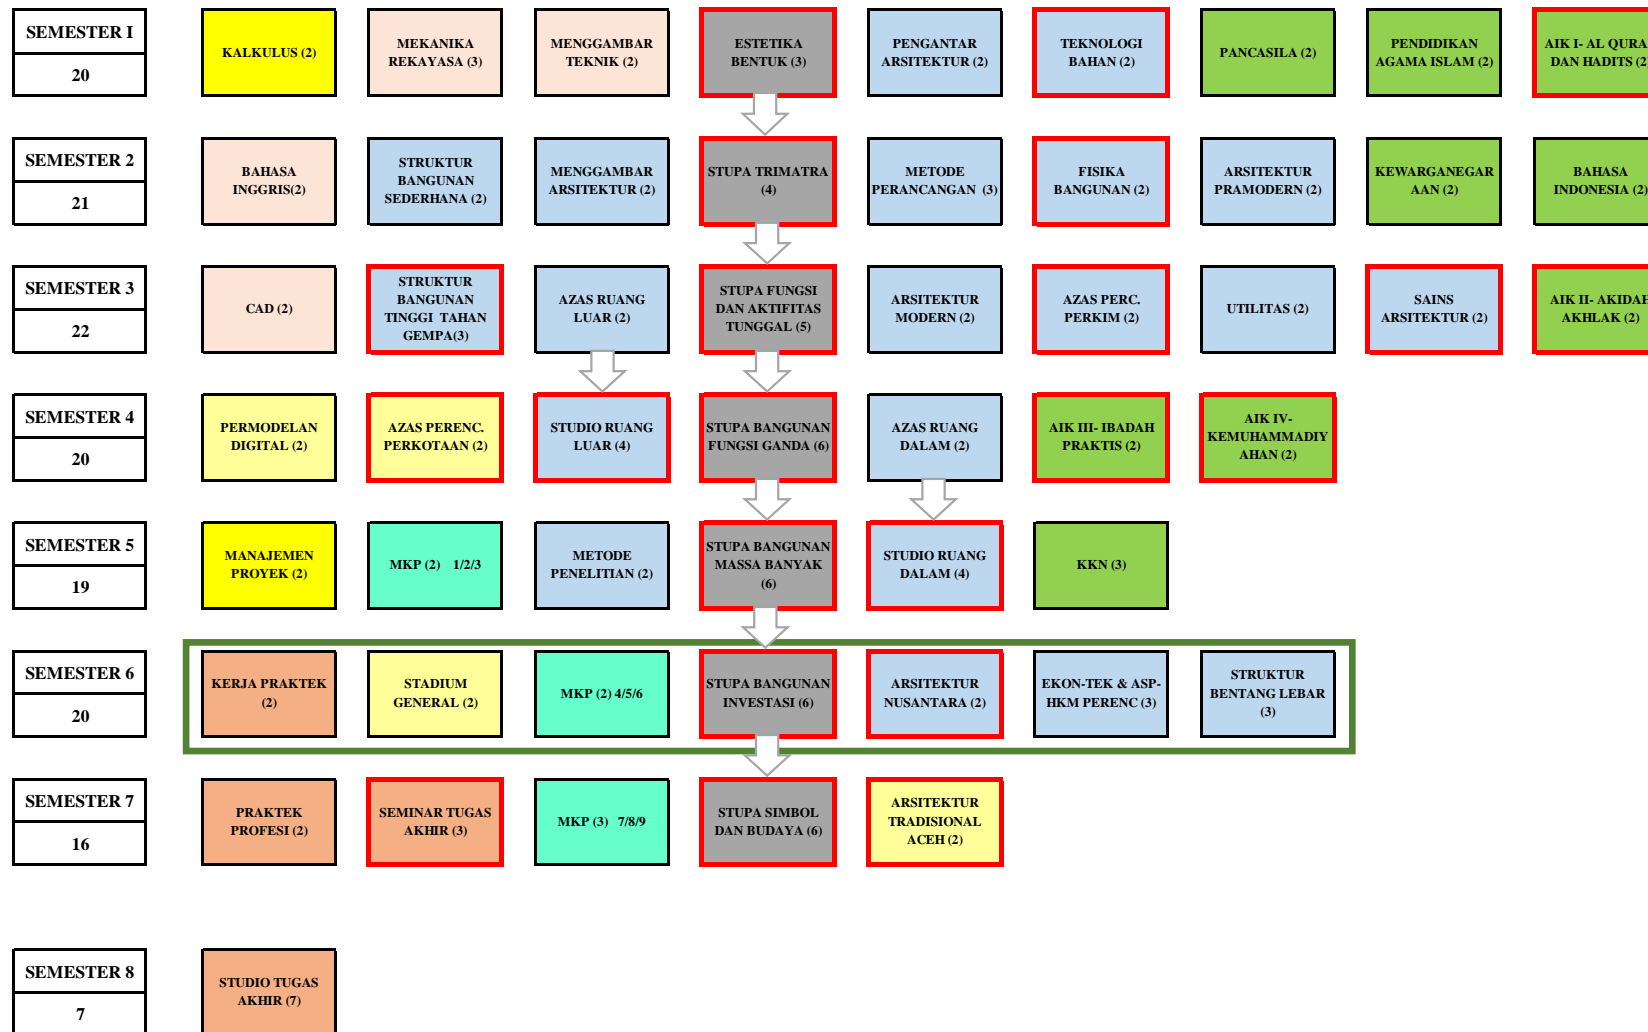 SEMESTER I
20
KALKULUS (2)
MEKANIKA
REKAYASA (3)
MENGGAMBAR
TEKNIK (2)
ESTETIKA
BENTUK (3)
PENGANTAR
ARSITEKTUR (2)
TEKNOLOGI
BAHAN (2)
PANCASILA (2)
PENDIDIKAN
AGAMA ISLAM (2)
AIK I- AL QURA
DAN HADITS (2
SEMESTER 2
21
BAHASA
INGGRIS(2)
STRUKTUR
BANGUNAN
SEDERHANA (2)
MENGGAMBAR
ARSITEKTUR (2)
STUPA TRIMATRA
(4)
METODE
PERANCANGAN (3)
FISIKA
BANGUNAN (2)
ARSITEKTUR
PRAMODERN (2)
KEWARGANEGAR
AAN (2)
BAHASA
INDONESIA (2)
SEMESTER 3
22
CAD (2)
STRUKTUR
BANGUNAN
TINGGI TAHAN
GEMPA(3)
AZAS RUANG
LUAR (2)
STUPA FUNGSI
DAN AKTIFITAS
TUNGGAL (5)
ARSITEKTUR
MODERN (2)
AZAS PERC.
PERKIM (2)
UTILITAS (2)
SAINS
ARSITEKTUR (2)
AIK II- AKIDAH
AKHLAK (2)
SEMESTER 4
20
PERMODELAN
DIGITAL (2)
AZAS PERENC.
PERKOTAAN (2)
STUDIO RUANG
LUAR (4)
STUPA BANGUNAN
FUNGSI GANDA (6)
AZAS RUANG
DALAM (2)
AIK III- IBADAH
PRAKTIS (2)
AIK IV-
KEMUHAMMADIY
AHAN (2)
SEMESTER 5
19
MANAJEMEN
PROYEK (2)
MKP (2) 1/2/3
METODE
PENELITIAN (2)
STUPA BANGUNAN
MASSA BANYAK
(6)
STUDIO RUANG
DALAM (4)
KKN (3)
SEMESTER 6
20
KERJA PRAKTEK
(2)
STADIUM
GENERAL (2)
MKP (2) 4/5/6
STUPA BANGUNAN
INVESTASI (6)
ARSITEKTUR
NUSANTARA (2)
EKON-TEK & ASP-
HKM PERENC (3)
STRUKTUR
BENTANG LEBAR
(3)
SEMESTER 7
16
PRAKTEK
PROFESI (2)
SEMINAR TUGAS
AKHIR (3)
MKP (3) 7/8/9
STUPA SIMBOL
DAN BUDAYA (6)
ARSITEKTUR
TRADISIONAL
ACEH (2)
SEMESTER 8
7
STUDIO TUGAS
AKHIR (7)